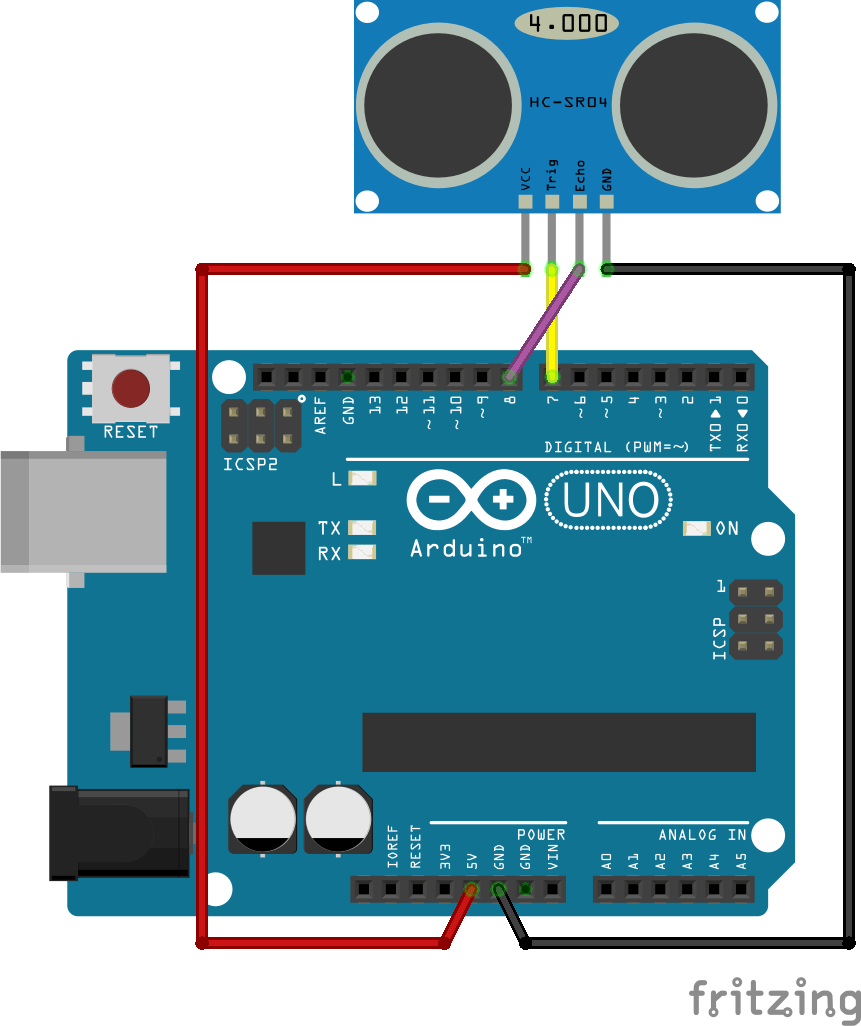 4.000
HC-SR04
VCC
Trig
Echo
GND
RESET
ICSP2
AREF
GND
13
12
~11
~10
~9
8
7
~6
~5
4
~3
2
TX0▶1
RX0◀0
DIGITAL (PWM=~)
L
TX
RX
Arduino™
UNO
ON
1
ICSP
IOREF
RESET
3V3
5V
GND
GND
VIN
POWER
ANALOG IN
A0
A1
A2
A3
A4
A5
fritzing